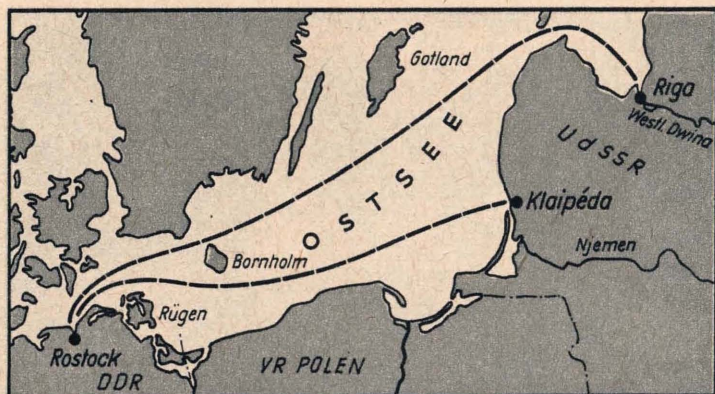 Gotland
Riga
Westl. Dwina
UdSSR
OSTSEE
Klaipéda
Njemen
Bornholm
Rügen
Rostock
DDR
VR POLEN